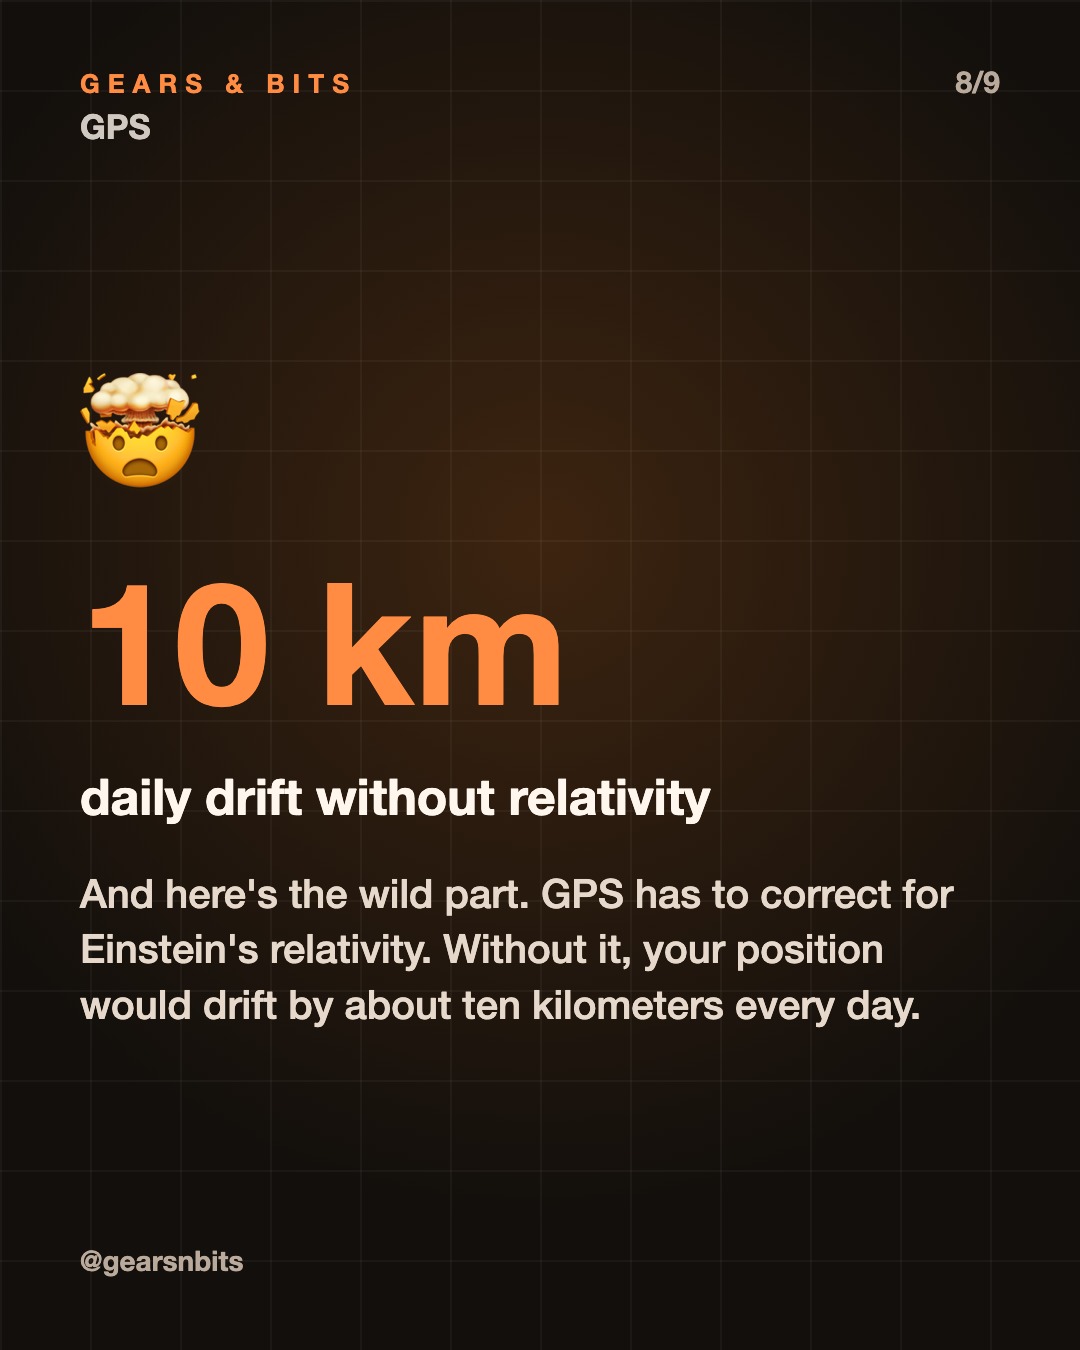 GEARS & BITS
8/9
GPS
10 km
daily drift without relativity
And here's the wild part. GPS has to correct for
Einstein's relativity. Without it, your position
would drift by about ten kilometers every day.
@gearsnbits